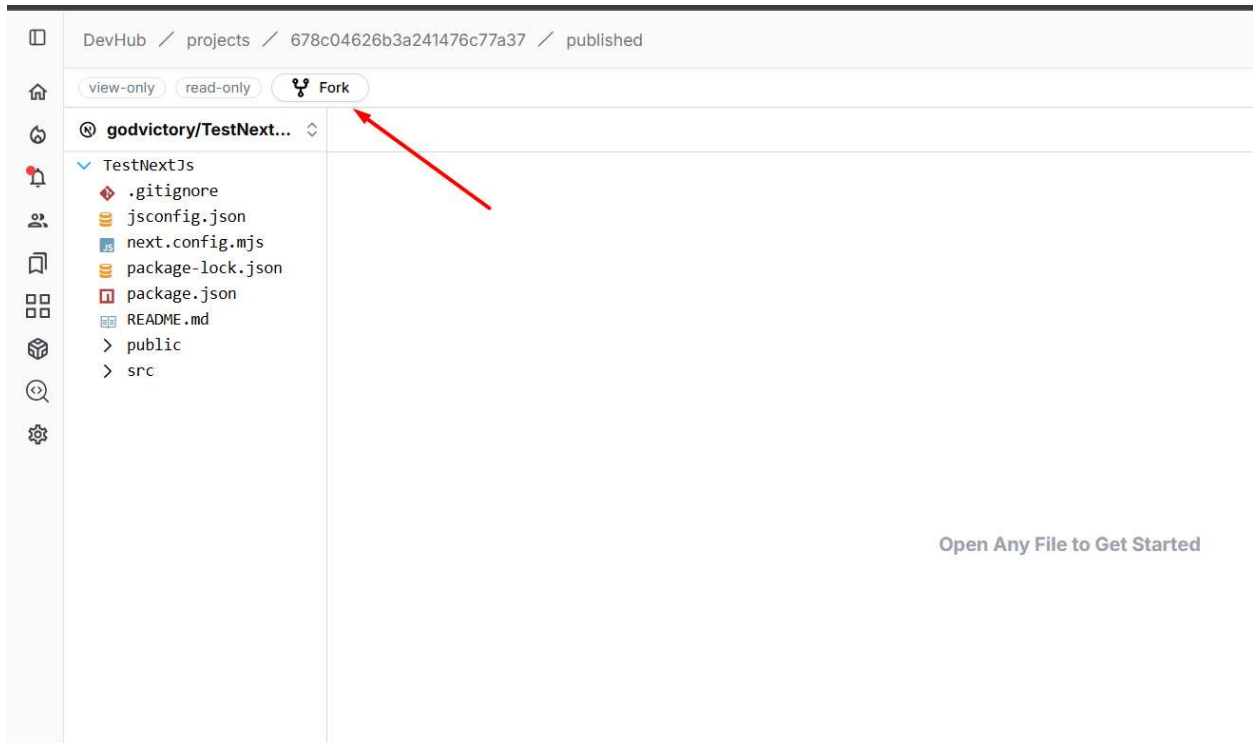 DevHub / projects / 678c04626b3a241476c77a37 / published
view-only read-only Fork
godvictory/TestNext...
TestNextJs
.gitignore
jsconfig.json
next.config.mjs
package-lock.json
package.json
README.md
public
src
Open Any File to Get Started